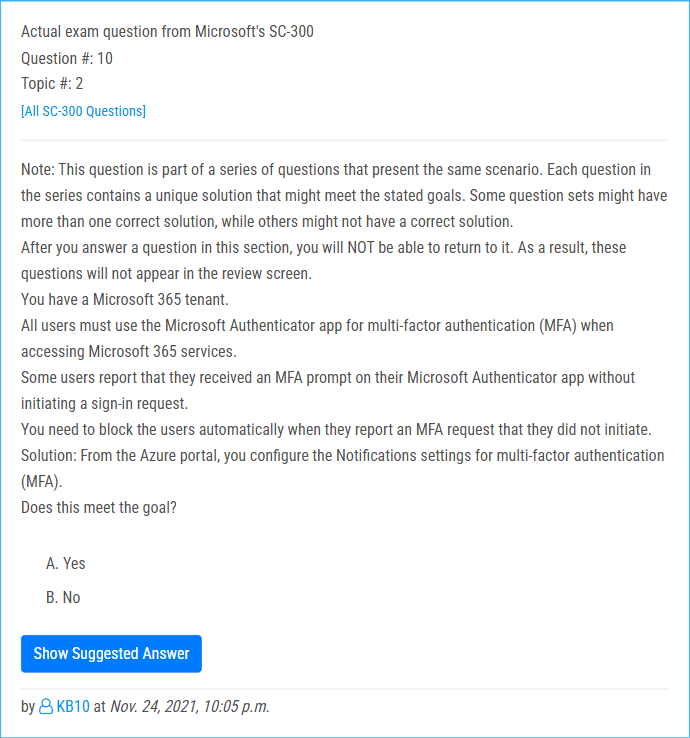 Actual exam question from Microsoft's SC-300
Question #: 10
Topic #: 2
[All SC-300 Questions]
Note: This question is part of a series of questions that present the same scenario. Each question in
the series contains a unique solution that might meet the stated goals. Some question sets might have
more than one correct solution, while others might not have a correct solution.
After you answer a question in this section, you will NOT be able to return to it. As a result, these
questions will not appear in the review screen.
You have a Microsoft 365 tenant.
All users must use the Microsoft Authenticator app for multi-factor authentication (MFA) when
accessing Microsoft 365 services.
Some users report that they received an MFA prompt on their Microsoft Authenticator app without
initiating a sign-in request.
You need to block the users automatically when they report an MFA request that they did not initiate.
Solution: From the Azure portal, you configure the Notifications settings for multi-factor authentication
(MFA).
Does this meet the goal?
A. Yes
B. No
Show Suggested Answer
by KB10 at Nov. 24, 2021, 10:05 p.m.